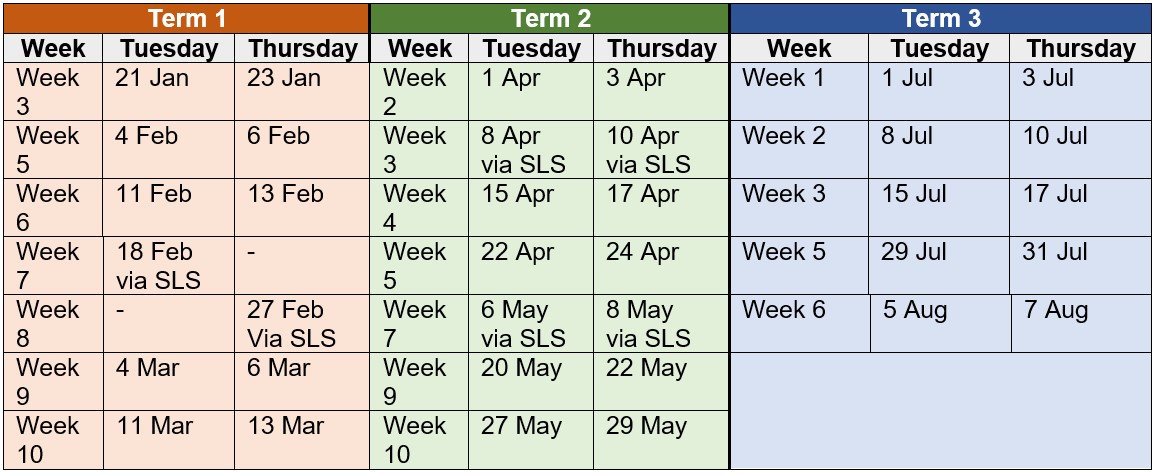 Term 1 Term 2 Term 3
Week Tuesday Thursday Week Tuesday Thursday Week Tuesday Thursday
Week 21 Jan 23 Jan Week 1 Apr 3 Apr Week 1 1 Jul 3 Jul
3 2
Week 4 Feb 6 Feb Week 8 Apr 10 Apr Week 2 8 Jul 10 Jul
5 3 via SLS via SLS
Week 11 Feb 13 Feb Week 15 Apr 17 Apr Week 3 15 Jul 17 Jul
6 4
Week 18 Feb - Week 22 Apr 24 Apr Week 5 29 Jul 31 Jul
7 via SLS 5
Week - 27 Feb Week 6 May 8 May Week 6 5 Aug 7 Aug
8 Via SLS 7 via SLS via SLS
Week 4 Mar 6 Mar Week 20 May 22 May
9 9
Week 11 Mar 13 Mar Week 27 May 29 May
10 10